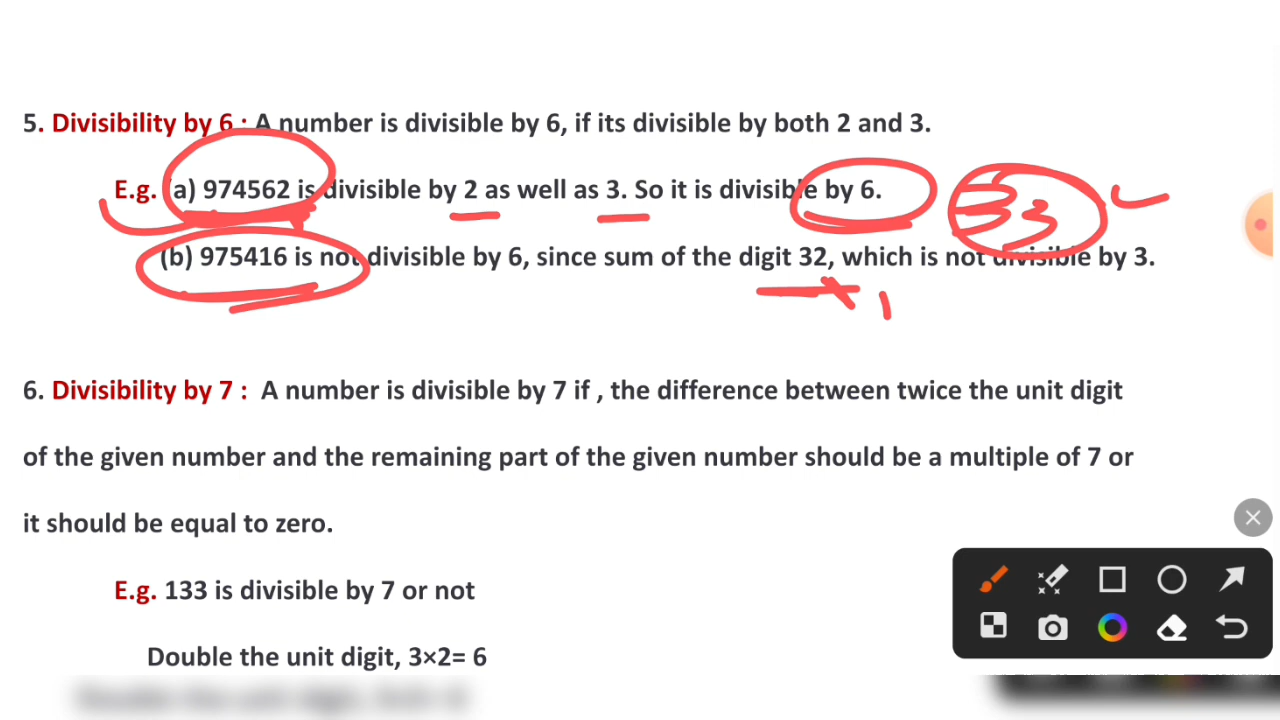 5. Divisibility by 6 : A number is divisible by 6, if its divisible by both 2 and 3.
E.g. (a) 974562 is divisible by 2 as well as 3. So it is divisible by 6.
33
(b) 975416 is not divisible by 6, since sum of the digit 32, which is not divisible by 3.
6. Divisibility by 7 : A number is divisible by 7 if , the difference between twice the unit digit
of the given number and the remaining part of the given number should be a multiple of 7 or
it should be equal to zero.
E.g. 133 is divisible by 7 or not
Double the unit digit, 3×2= 6